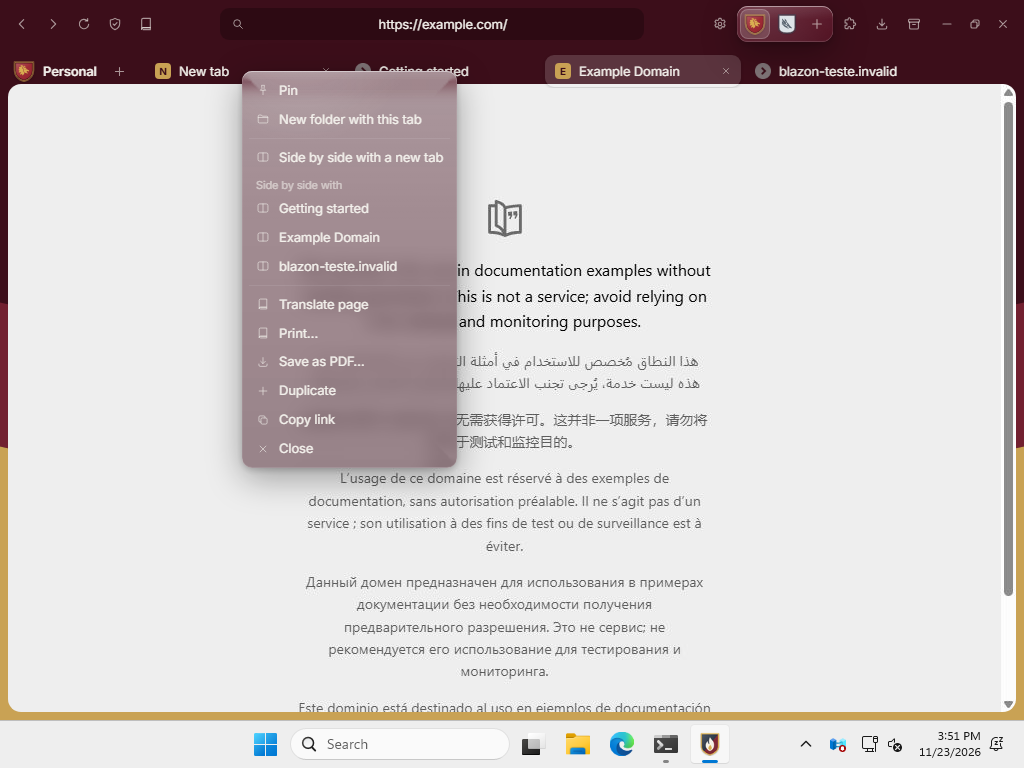 https://example.com/
Personal
N New tab
Getting started
E Example Domain
blazon-teste.invalid
Pin
New folder with this tab
Side by side with a new tab
Side by side with
Getting started
Example Domain
blazon-teste.invalid
Translate page
Print...
Save as PDF...
Duplicate
Copy link
Close
in documentation examples without
his is not a service; avoid relying on
and monitoring purposes.
هذا النطاق مُخصص للاستخدام في أمثلة
هذه ليست خدمة، يُرجى تجنب الاعتماد عليها
无需获得许可。这并非一项服务，请勿将
于测试和监控目的。
L’usage de ce domaine est réservé à des exemples de
documentation, sans autorisation préalable. Il ne s’agit pas d’un
service ; son utilisation à des fins de test ou de surveillance est à
éviter.
Данный домен предназначен для использования в примерах
документации без необходимости получения
предварительного разрешения. Это не сервис; не
рекомендуется его использование для тестирования и
мониторинга.
Este dominio está destinado al uso en ejemplos de documentación
Search
3:51 PM
11/23/2026